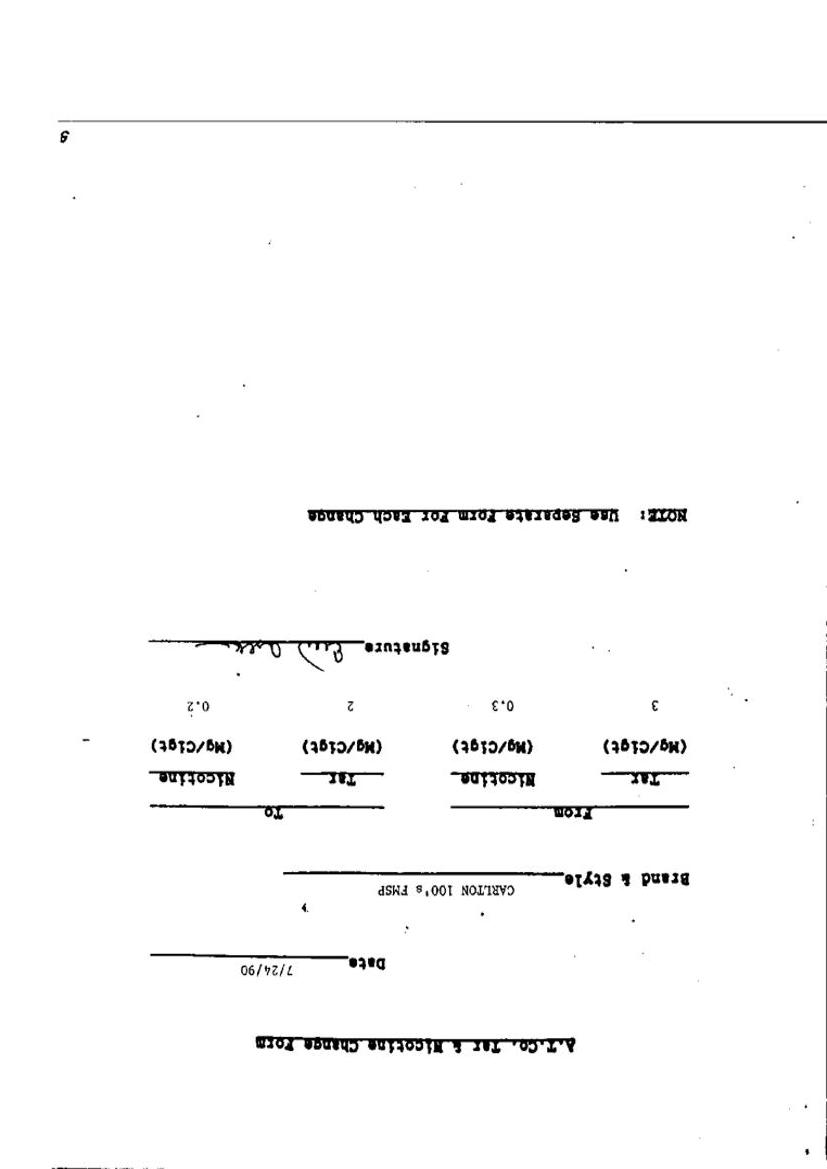 A.T.Co. Tar & Nicotine Change Form
Date 7/24/90
Brand & Style CARLTON 100's FMSP
From To
Tar Nicotine Tar Nicotine
(Mg/Cigt) (Mg/Cigt) (Mg/Cigt) (Mg/Cigt)
3 0.3 2 0.2
Signature
NOTE: Use Separate Form For Each Change